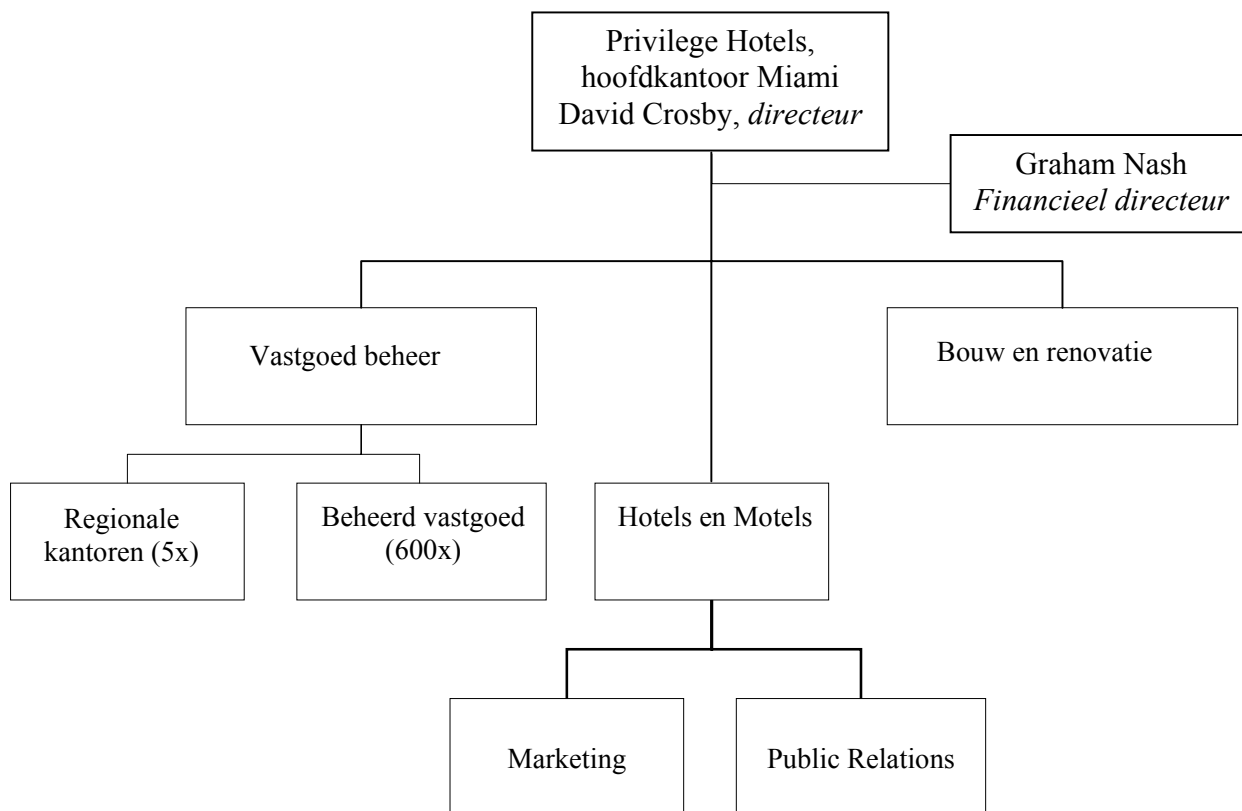 Privilege Hotels,
hoofdkantoor Miami
David Crosby, directeur
Graham Nash
Financieel directeur
Vastgoed beheer
Bouw en renovatie
Regionale
kantoren (5x)
Beheerd vastgoed
(600x)
Hotels en Motels
Marketing
Public Relations